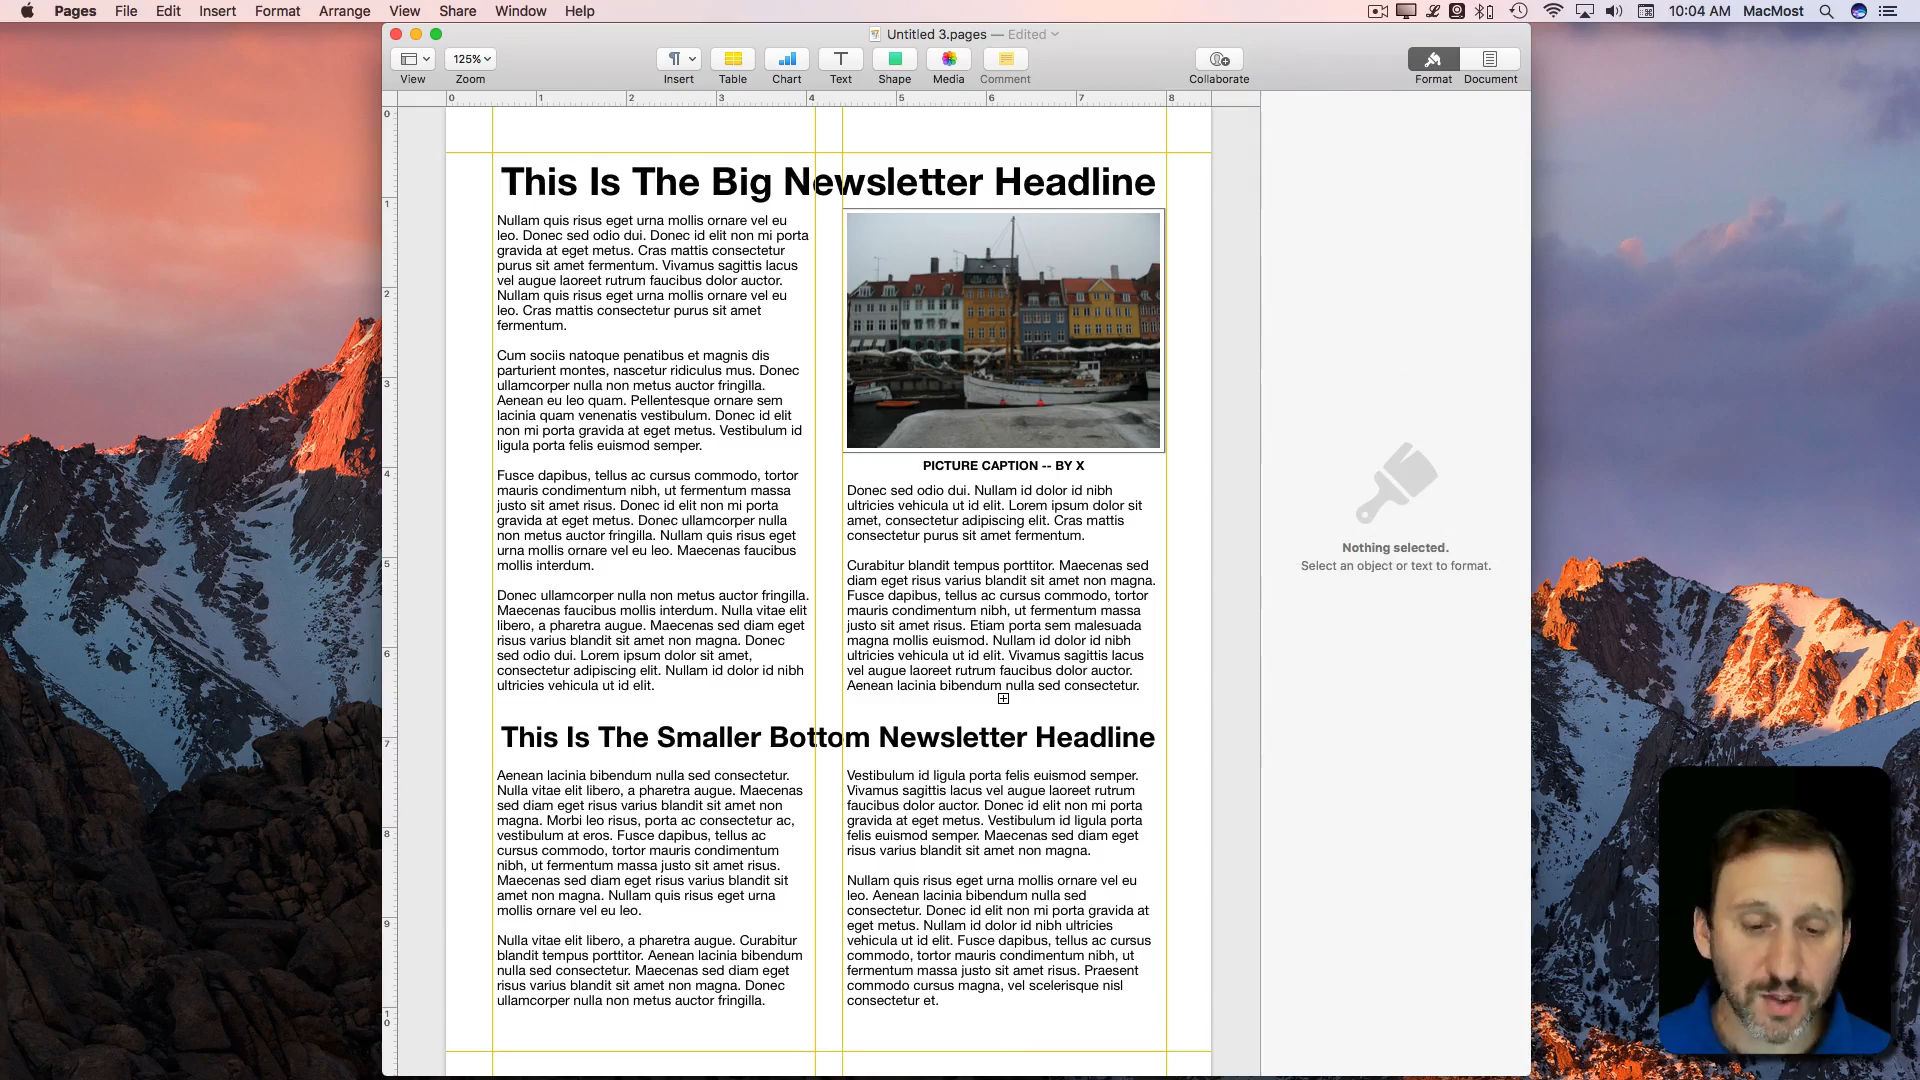 Pages File Edit Insert Format Arrange View Share Window Help
10:04 AM MacMost
Untitled 3.pages — Edited
125%
View Zoom Insert Table Chart Text Shape Media Comment Collaborate Format Document
0 1 2 3 4 5 6 7 8
0
1
2
3
4
5
6
7
8
9
10
This Is The Big Newsletter Headline
Nullam quis risus eget urna mollis ornare vel eu
leo. Donec sed odio dui. Donec id elit non mi porta
gravida at eget metus. Cras mattis consectetur
purus sit amet fermentum. Vivamus sagittis lacus
vel augue laoreet rutrum faucibus dolor auctor.
Nullam quis risus eget urna mollis ornare vel eu
leo. Cras mattis consectetur purus sit amet
fermentum.
Cum sociis natoque penatibus et magnis dis
parturient montes, nascetur ridiculus mus. Donec
ullamcorper nulla non metus auctor fringilla.
Aenean eu leo quam. Pellentesque ornare sem
lacinia quam venenatis vestibulum. Donec id elit
non mi porta gravida at eget metus. Vestibulum id
ligula porta felis euismod semper.
Fusce dapibus, tellus ac cursus commodo, tortor
mauris condimentum nibh, ut fermentum massa
justo sit amet risus. Donec id elit non mi porta
gravida at eget metus. Donec ullamcorper nulla
non metus auctor fringilla. Nullam quis risus eget
urna mollis ornare vel eu leo. Maecenas faucibus
mollis interdum.
Donec ullamcorper nulla non metus auctor fringilla.
Maecenas faucibus mollis interdum. Nulla vitae elit
libero, a pharetra augue. Maecenas sed diam eget
risus varius blandit sit amet non magna. Donec
sed odio dui. Lorem ipsum dolor sit amet,
consectetur adipiscing elit. Nullam id dolor id nibh
ultricies vehicula ut id elit.
PICTURE CAPTION -- BY X
Donec sed odio dui. Nullam id dolor id nibh
ultricies vehicula ut id elit. Lorem ipsum dolor sit
amet, consectetur adipiscing elit. Cras mattis
consectetur purus sit amet fermentum.
Curabitur blandit tempus porttitor. Maecenas sed
diam eget risus varius blandit sit amet non magna.
Fusce dapibus, tellus ac cursus commodo, tortor
mauris condimentum nibh, ut fermentum massa
justo sit amet risus. Etiam porta sem malesuada
magna mollis euismod. Nullam id dolor id nibh
ultricies vehicula ut id elit. Vivamus sagittis lacus
vel augue laoreet rutrum faucibus dolor auctor.
Aenean lacinia bibendum nulla sed consectetur.
This Is The Smaller Bottom Newsletter Headline
Aenean lacinia bibendum nulla sed consectetur.
Nulla vitae elit libero, a pharetra augue. Maecenas
sed diam eget risus varius blandit sit amet non
magna. Morbi leo risus, porta ac consectetur ac,
vestibulum at eros. Fusce dapibus, tellus ac
cursus commodo, tortor mauris condimentum
nibh, ut fermentum massa justo sit amet risus.
Maecenas sed diam eget risus varius blandit sit
amet non magna. Nullam quis risus eget urna
mollis ornare vel eu leo.
Nulla vitae elit libero, a pharetra augue. Curabitur
blandit tempus porttitor. Aenean lacinia bibendum
nulla sed consectetur. Maecenas sed diam eget
risus varius blandit sit amet non magna. Donec
ullamcorper nulla non metus auctor fringilla.
Vestibulum id ligula porta felis euismod semper.
Vivamus sagittis lacus vel augue laoreet rutrum
faucibus dolor auctor. Donec id elit non mi porta
gravida at eget metus. Vestibulum id ligula porta
felis euismod semper. Maecenas sed diam eget
risus varius blandit sit amet non magna.
Nullam quis risus eget urna mollis ornare vel eu
leo. Aenean lacinia bibendum nulla sed
consectetur. Donec id elit non mi porta gravida at
eget metus. Nullam id dolor id nibh ultricies
vehicula ut id elit. Fusce dapibus, tellus ac cursus
commodo, tortor mauris condimentum nibh, ut
fermentum massa justo sit amet risus. Praesent
commodo cursus magna, vel scelerisque nisl
consectetur et.
Nothing selected.
Select an object or text to format.